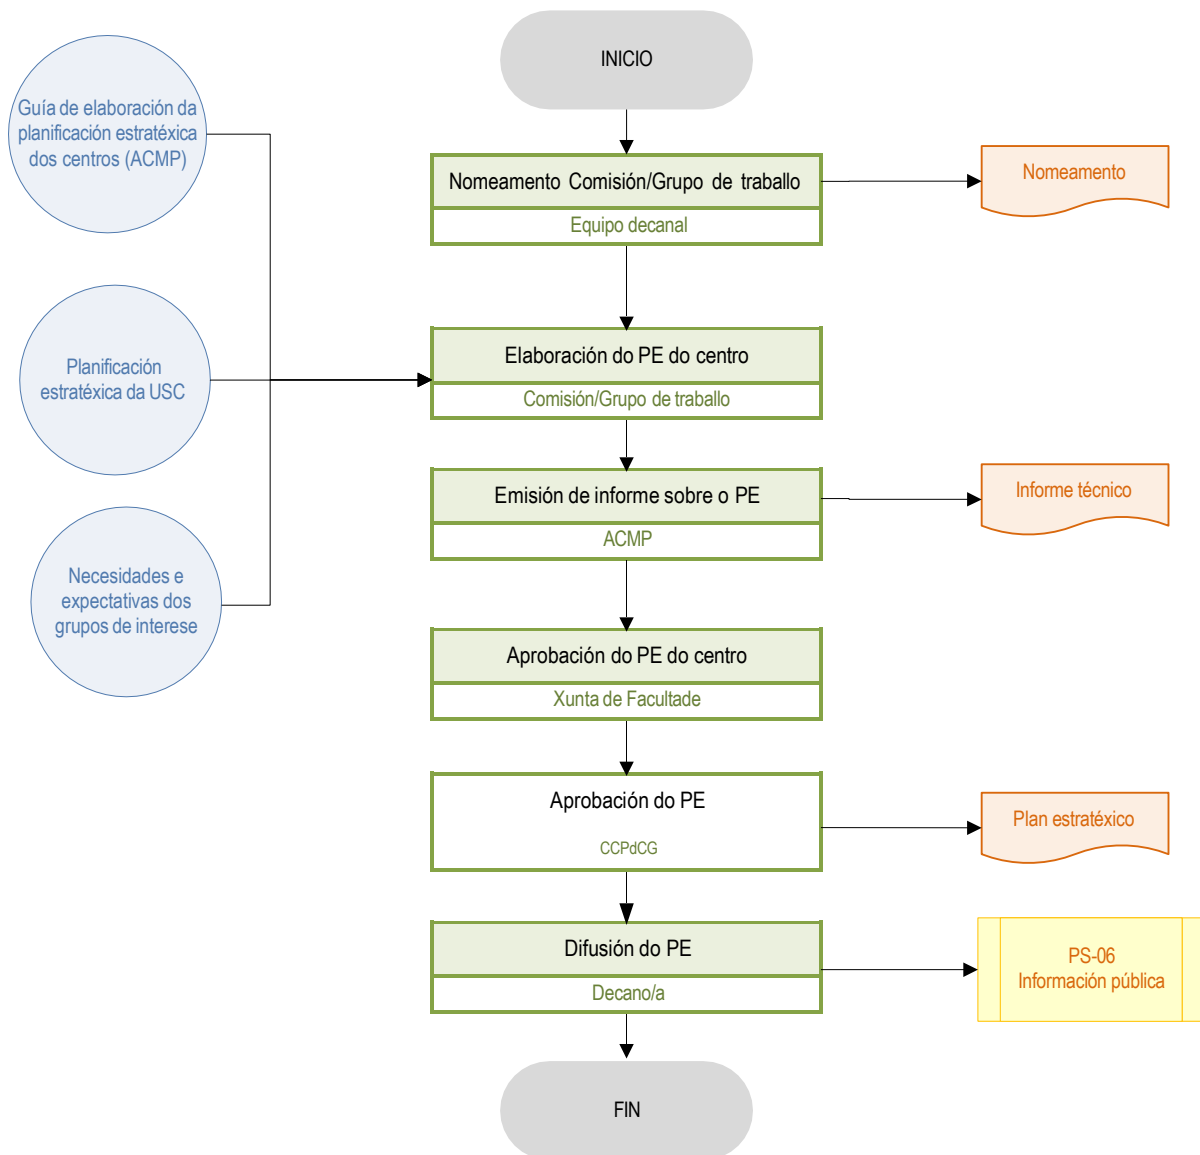 INICIO
Guía de elaboración da
planificación estratéxica
dos centros (ACMP)
Nomeamento Comisión/Grupo de traballo
Equipo decanal
Nomeamento
Planificación
estratéxica da USC
Elaboración do PE do centro
Comisión/Grupo de traballo
Emisión de informe sobre o PE
ACMP
Informe técnico
Necesidades e
expectativas dos
grupos de interese
Aprobación do PE do centro
Xunta de Facultade
Aprobación do PE
CCPdCG
Plan estratéxico
Difusión do PE
Decano/a
PS-06
Información pública
FIN